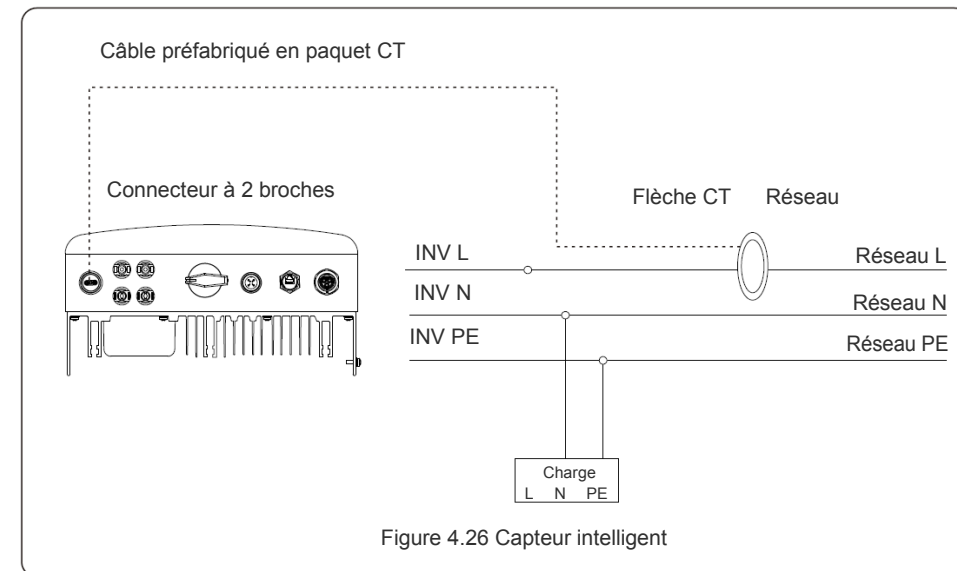 Câble préfabriqué en paquet CT
Connecteur à 2 broches
Flèche CT Réseau
INV L Réseau L
INV N Réseau N
INV PE Réseau PE
Charge
L N PE
Figure 4.26 Capteur intelligent